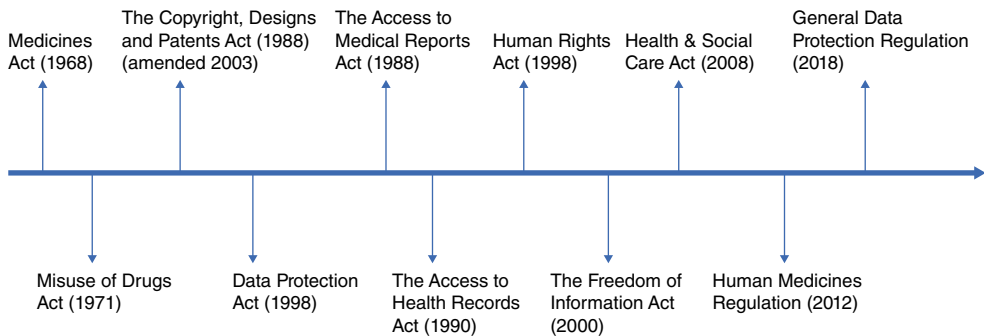 Medicines
Act (1968)
The Copyright, Designs
and Patents Act (1988)
(amended 2003)
The Access to
Medical Reports
Act (1988)
Human Rights
Act (1998)
Health & Social
Care Act (2008)
General Data
Protection Regulation
(2018)
Misuse of Drugs
Act (1971)
Data Protection
Act (1998)
The Access to
Health Records
Act (1990)
The Freedom of
Information Act
(2000)
Human Medicines
Regulation (2012)